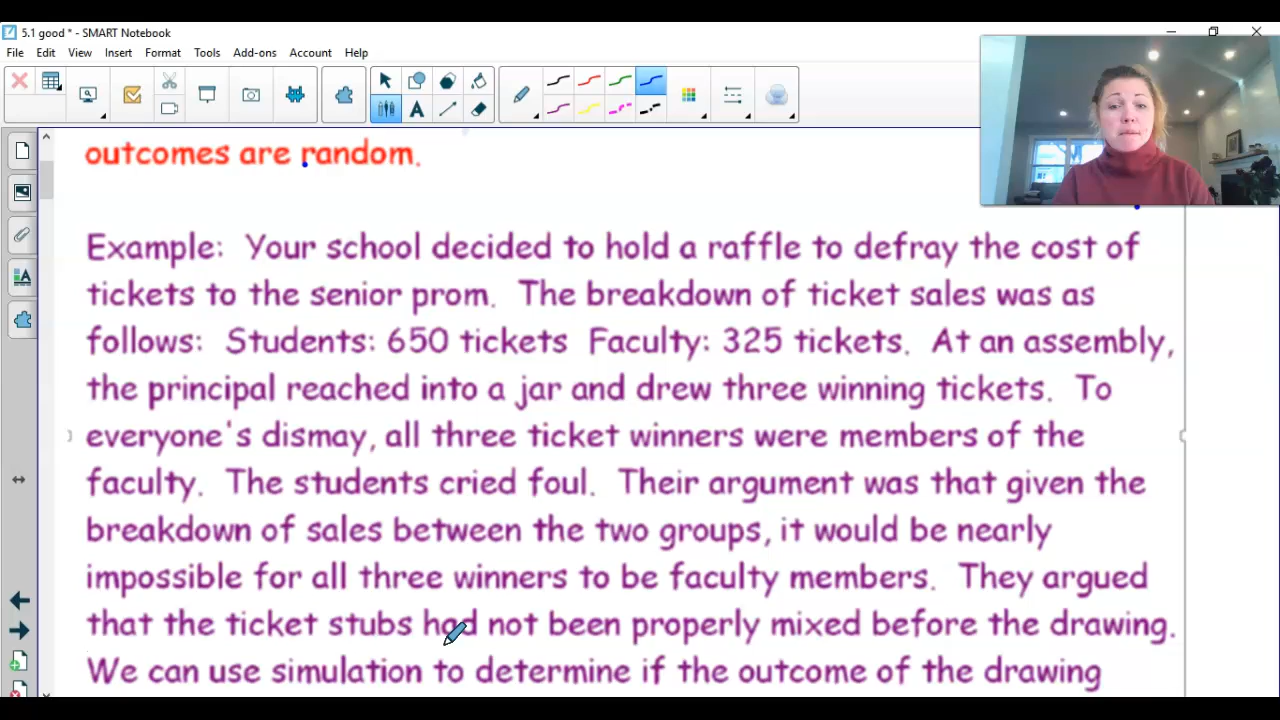 5.1 good * - SMART Notebook
File Edit View Insert Format Tools Add-ons Account Help
outcomes are random.
Example: Your school decided to hold a raffle to defray the cost of
tickets to the senior prom. The breakdown of ticket sales was as
follows: Students: 650 tickets Faculty: 325 tickets. At an assembly,
the principal reached into a jar and drew three winning tickets. To
everyone's dismay, all three ticket winners were members of the
faculty. The students cried foul. Their argument was that given the
breakdown of sales between the two groups, it would be nearly
impossible for all three winners to be faculty members. They argued
that the ticket stubs had not been properly mixed before the drawing.
We can use simulation to determine if the outcome of the drawing